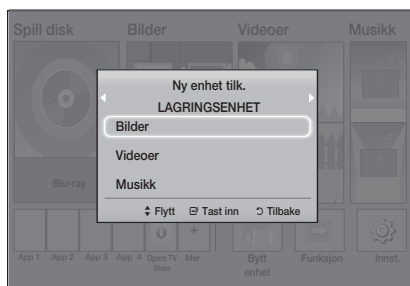 Spill disk Bilder Videoer Musikk
Ny enhet tilk.
LAGRINGSENHET
Bilder
Videoer
Musikk
Flytt Tast inn Tilbake
Blu-ray
App 1 App 2 App 3 App 4 Opera TV Store Mer Bytt enhet Funksjon Innst.